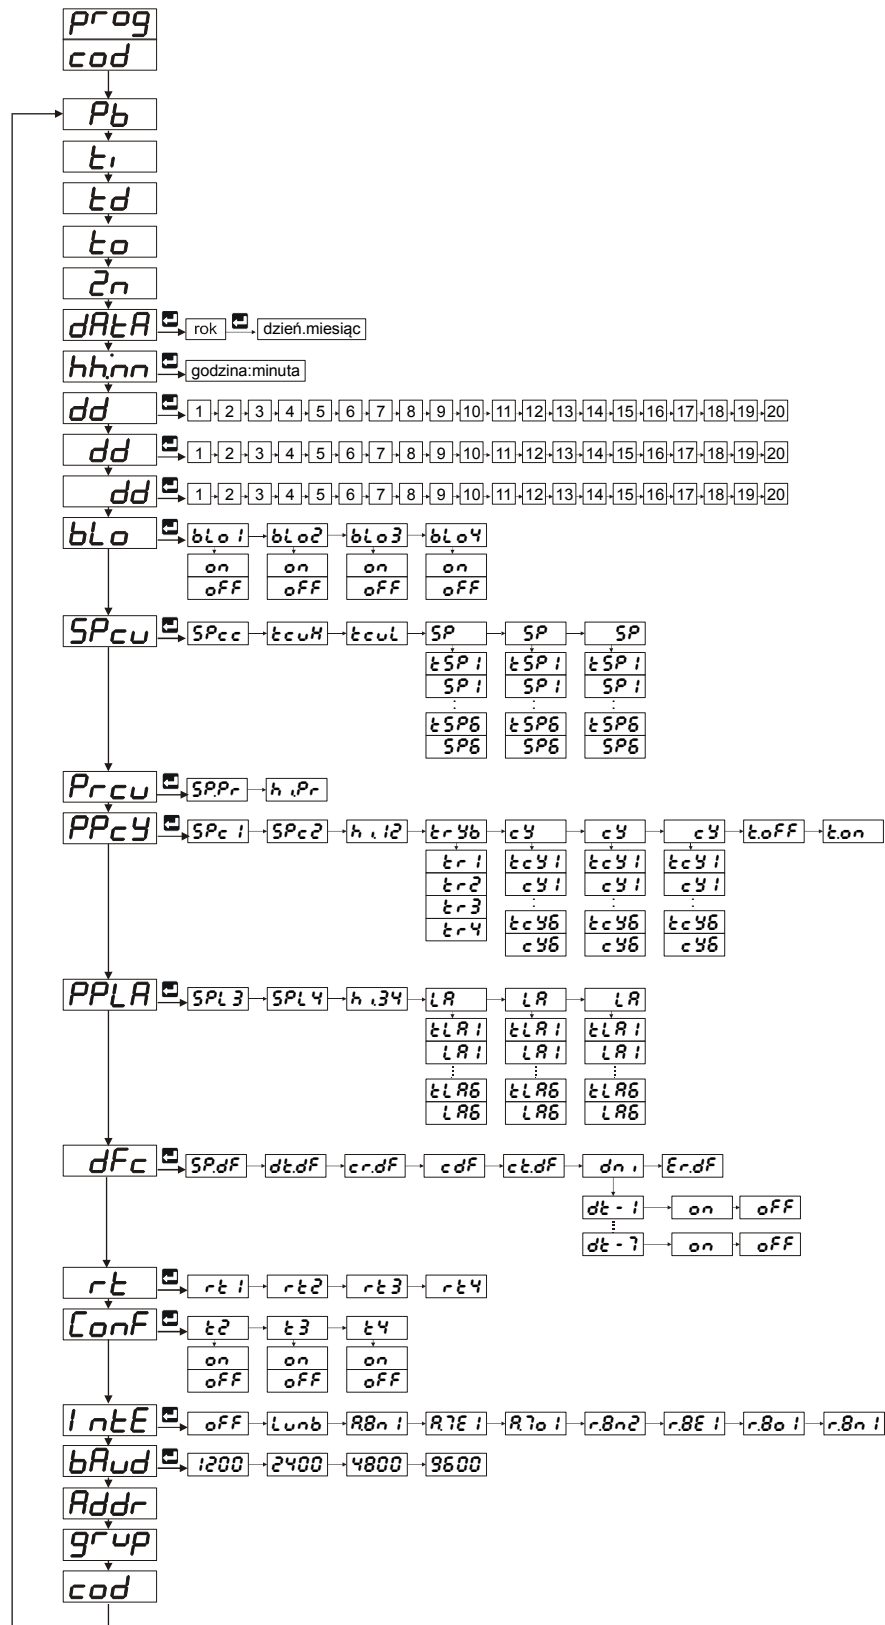 prog
cod
Pb
ti
td
to
2n
dAtA rok dzień.miesiąc
hh:nn godzina:minuta
dd 1 2 3 4 5 6 7 8 9 10 11 12 13 14 15 16 17 18 19 20
dd 1 2 3 4 5 6 7 8 9 10 11 12 13 14 15 16 17 18 19 20
dd 1 2 3 4 5 6 7 8 9 10 11 12 13 14 15 16 17 18 19 20
bLo bLo1 bLo2 bLo3 bLo4
on on on on
oFF oFF oFF oFF
SPcu SPcc tcuH tcuL SP SP SP
tSP1 tSP1 tSP1
SP1 SP1 SP1
tSP6 tSP6 tSP6
SP6 SP6 SP6
Prcu SP.Pr hi.Pr
PPcY SPc1 SPc2 hi.12 trYb cY cY cY t.oFF t.on
tr1 tcY1 tcY1 tcY1
tr2 cY1 cY1 cY1
tr3
tr4 tcY6 tcY6 tcY6
cY6 cY6 cY6
PPLA SPL3 SPL4 hi.34 LA LA LA
tLA1 tLA1 tLA1
LA1 LA1 LA1
tLA6 tLA6 tLA6
LA6 LA6 LA6
dFc SP.dF dt.dF cr.dF cdF ct.dF dni Er.dF
dt-1 on oFF
dt-7 on oFF
rt rt1 rt2 rt3 rt4
ConF t2 t3 t4
on on on
oFF oFF oFF
IntE oFF Lunb A.8n1 A.7E1 A.7o1 r.8n2 r.8E1 r.8o1 r.8n1
bAud 1200 2400 4800 9600
Addr
grup
cod